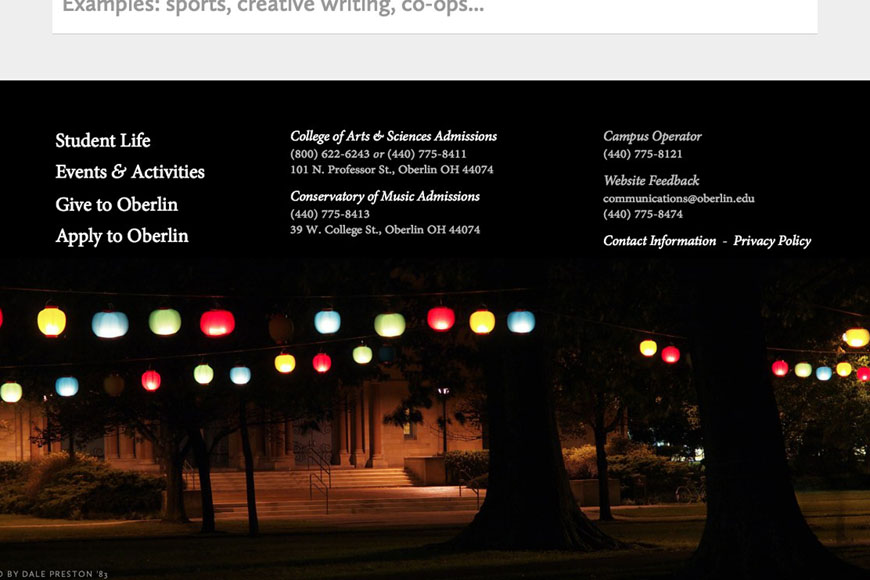 Examples: sports, creative writing, co-ops...
Student Life
Events & Activities
Give to Oberlin
Apply to Oberlin
College of Arts & Sciences Admissions
(800) 622-6243 or (440) 775-8411
101 N. Professor St., Oberlin OH 44074
Conservatory of Music Admissions
(440) 775-8413
39 W. College St., Oberlin OH 44074
Campus Operator
(440) 775-8121
Website Feedback
communications@oberlin.edu
(440) 775-8474
Contact Information - Privacy Policy
BY DALE PRESTON '83